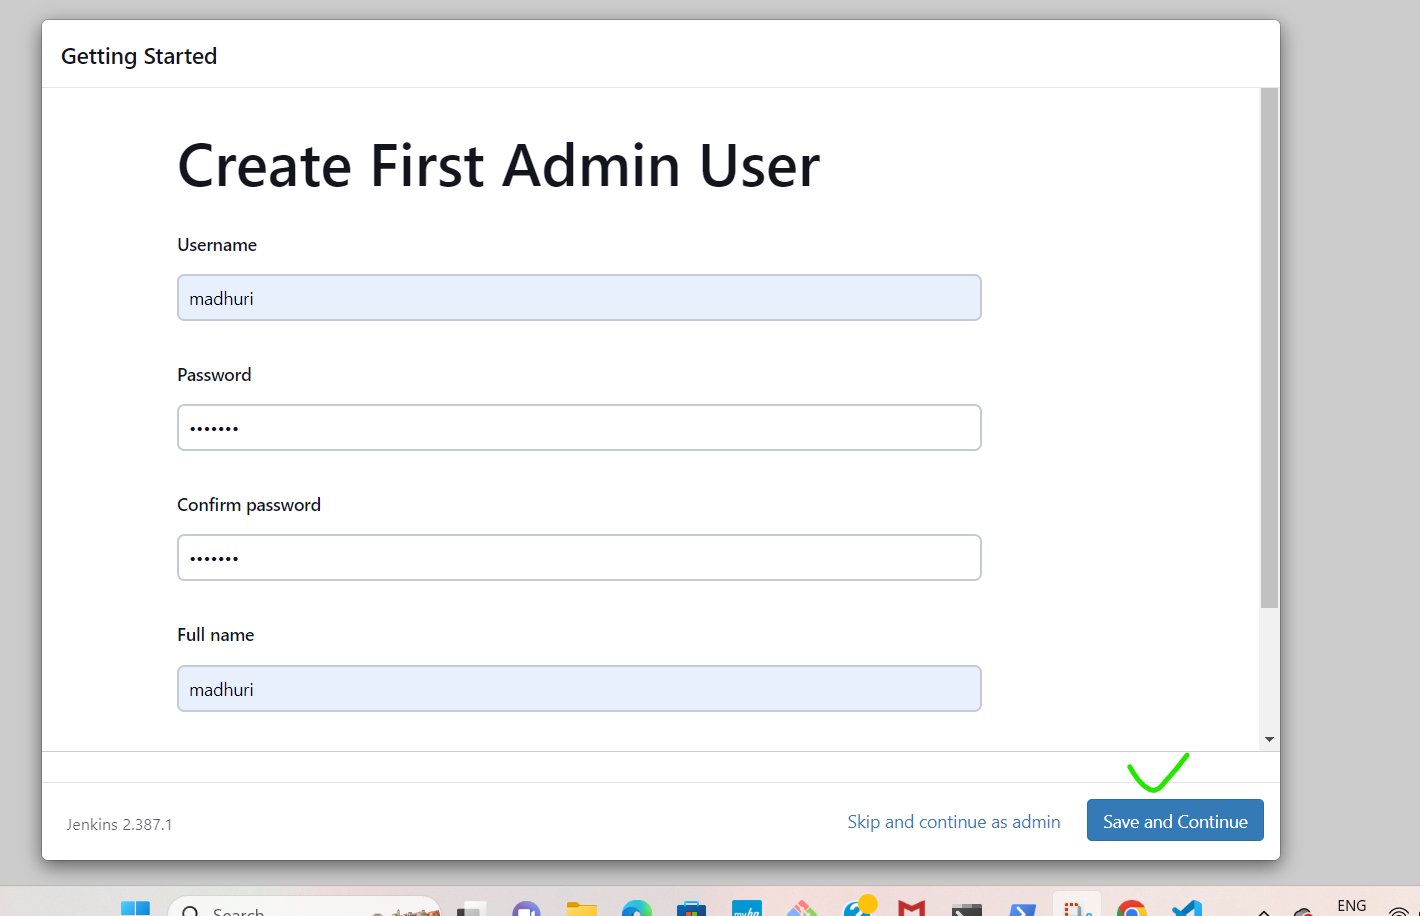 Getting Started
Create First Admin User
Username
madhuri
Password
•••••••
Confirm password
•••••••
Full name
madhuri
Jenkins 2.387.1
Skip and continue as admin
Save and Continue
Search
ENG